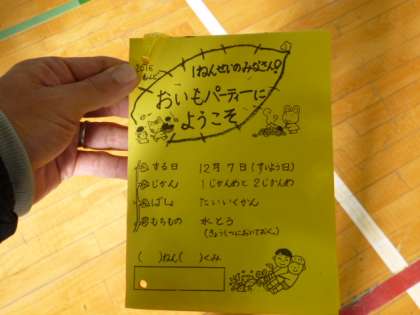 2016
1ねんせいのみなさん♡
おいもパーティーに
ようこそ
する日 12月7日(すいよう日)
じかん 1じかんめと2じかんめ
ばしょ たいいくかん
もちもの 水とう
(きょうしつにおいておく。)
( )ねん( )くみ